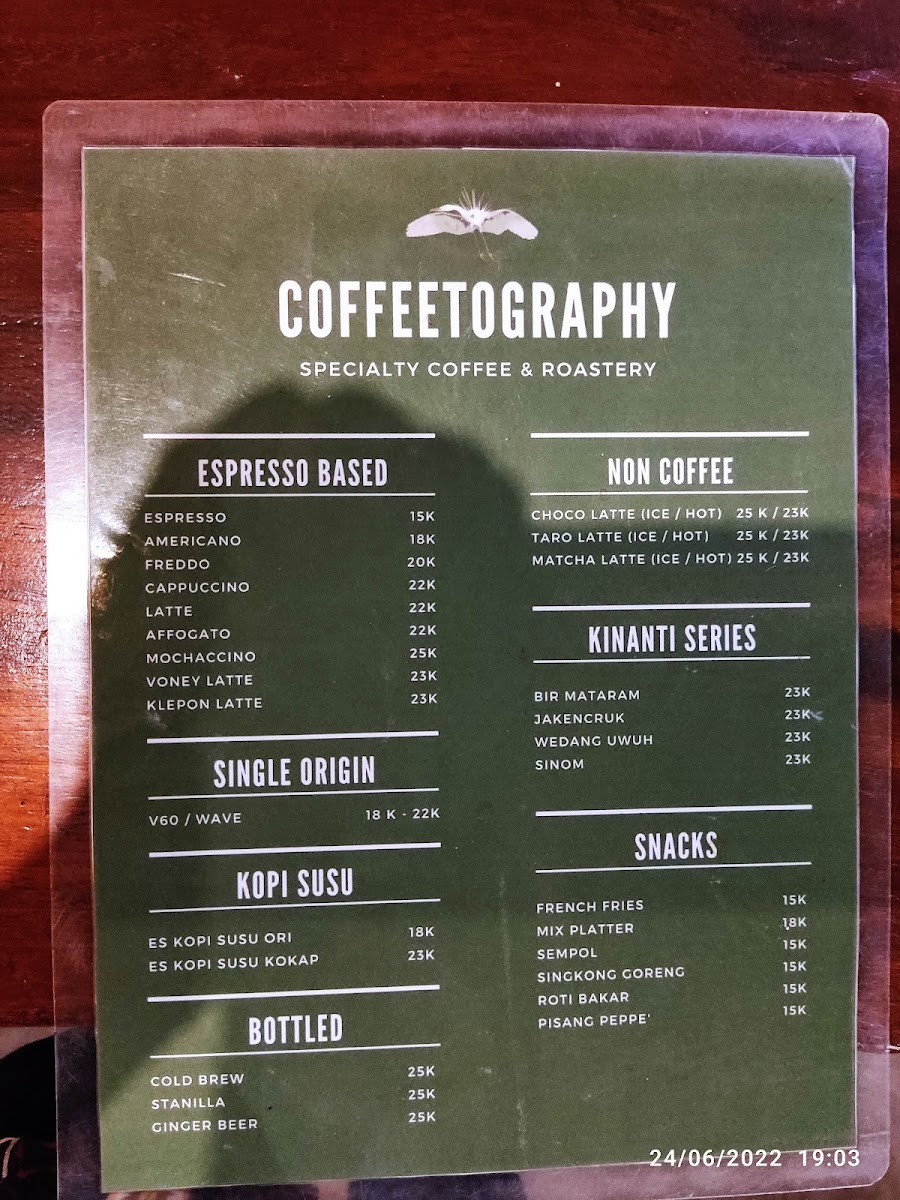 COFFEETOGRAPHY
SPECIALTY COFFEE & ROASTERY
ESPRESSO BASED
ESPRESSO 15K
AMERICANO 18K
FREDDO 20K
CAPPUCCINO 22K
LATTE 22K
AFFOGATO 22K
MOCHACCINO 25K
VONEY LATTE 23K
KLEPON LATTE 23K
SINGLE ORIGIN
V60 / WAVE 18 K - 22K
KOPI SUSU
ES KOPI SUSU ORI 18K
ES KOPI SUSU KOKAP 23K
BOTTLED
COLD BREW 25K
STANILLA 25K
GINGER BEER 25K
NON COFFEE
CHOCO LATTE (ICE / HOT) 25 K / 23K
TARO LATTE (ICE / HOT) 25 K / 23K
MATCHA LATTE (ICE / HOT) 25 K / 23K
KINANTI SERIES
BIR MATARAM 23K
JAKENCRUK 23K
WEDANG UWUH 23K
SINOM 23K
SNACKS
FRENCH FRIES 15K
MIX PLATTER 18K
SEMPOL 15K
SINGKONG GORENG 15K
ROTI BAKAR 15K
PISANG PEPPE' 15K
24/06/2022 19:03